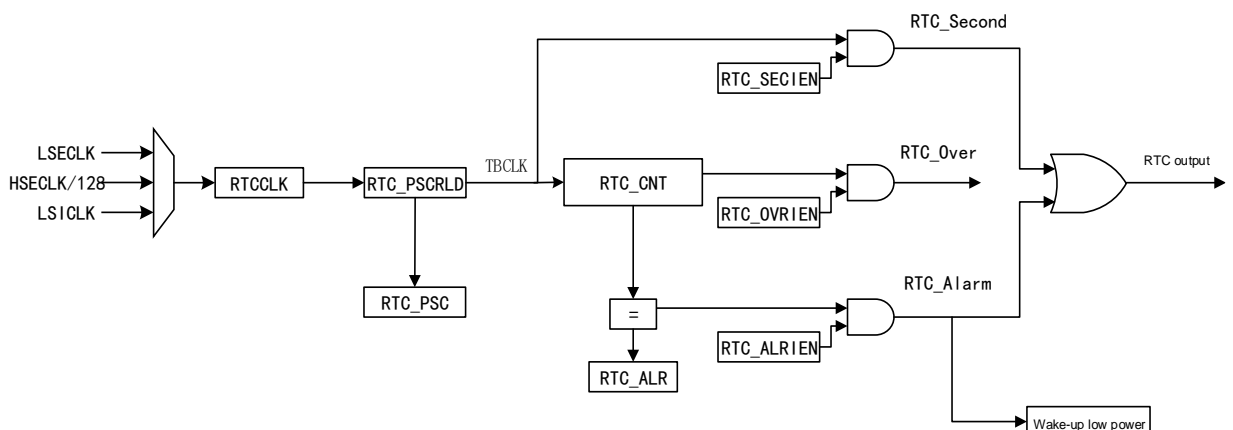 RTC_Second
RTC_SECIEN
LSECLK
HSECLK/128
LSICLK
RTCCLK
RTC_PSCRLD
TBCLK
RTC_CNT
RTC_Over
RTC_OVRIEN
RTC output
RTC_PSC
=
RTC_Alarm
RTC_ALRIEN
RTC_ALR
Wake-up low power